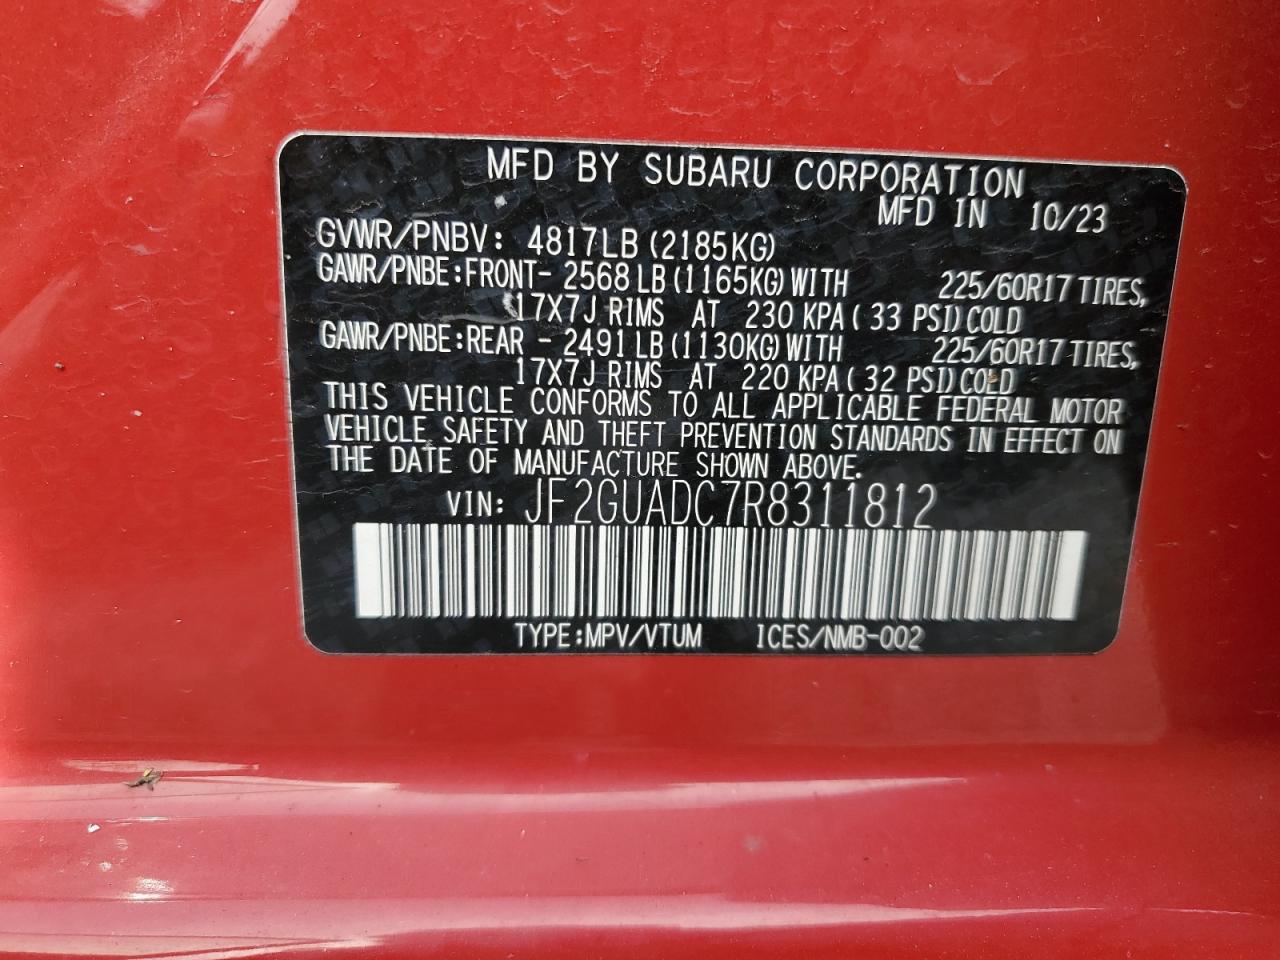 MFD BY SUBARU CORPORATION
MFD IN 10/23
GVWR/PNBV: 4817LB (2185KG)
GAWR/PNBE:FRONT- 2568 LB (1165KG) WITH 225/60R17 TIRES,
17X7J RIMS AT 230 KPA ( 33 PSI) COLD
GAWR/PNBE:REAR - 2491 LB (1130KG) WITH 225/60R17 TIRES,
17X7J RIMS AT 220 KPA ( 32 PSI) COLD
THIS VEHICLE CONFORMS TO ALL APPLICABLE FEDERAL MOTOR
VEHICLE SAFETY AND THEFT PREVENTION STANDARDS IN EFFECT ON
THE DATE OF MANUFACTURE SHOWN ABOVE.
VIN: JF2GUADC7R8311812
TYPE:MPV/VTUM ICES/NMB-002